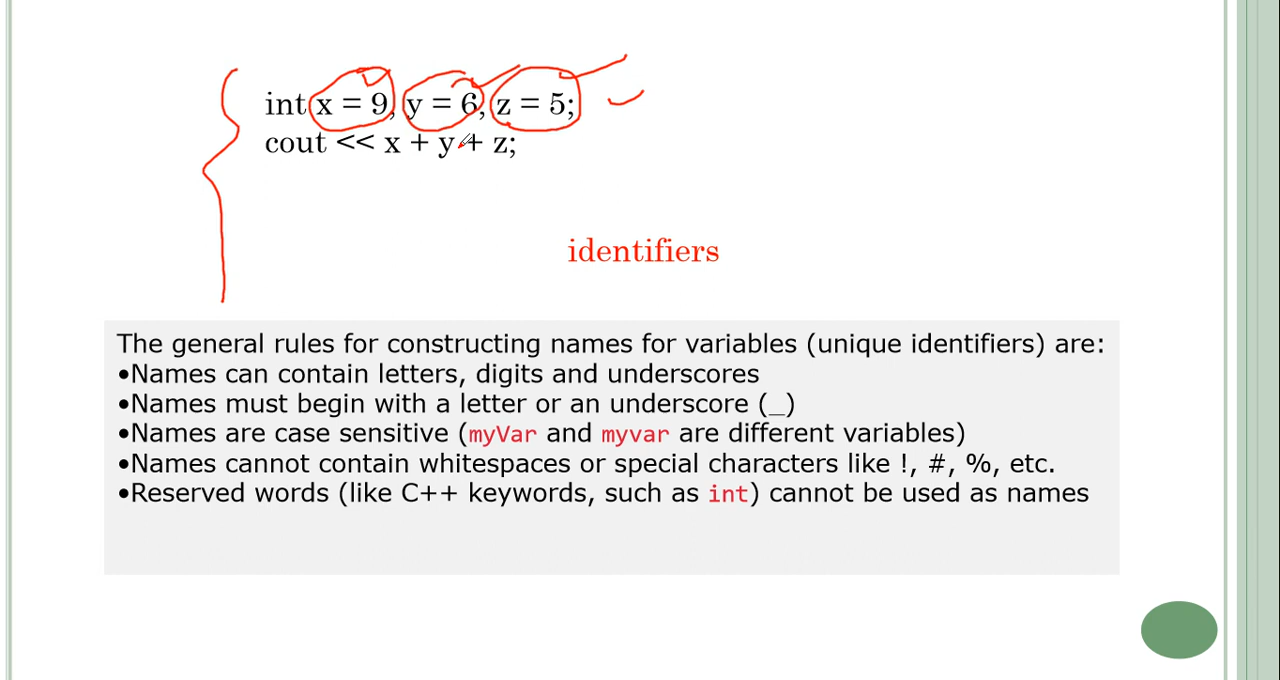 int x = 9, y = 6, z = 5;
cout << x + y + z;
identifiers
The general rules for constructing names for variables (unique identifiers) are:
•Names can contain letters, digits and underscores
•Names must begin with a letter or an underscore (_)
•Names are case sensitive (myVar and myvar are different variables)
•Names cannot contain whitespaces or special characters like !, #, %, etc.
•Reserved words (like C++ keywords, such as int) cannot be used as names